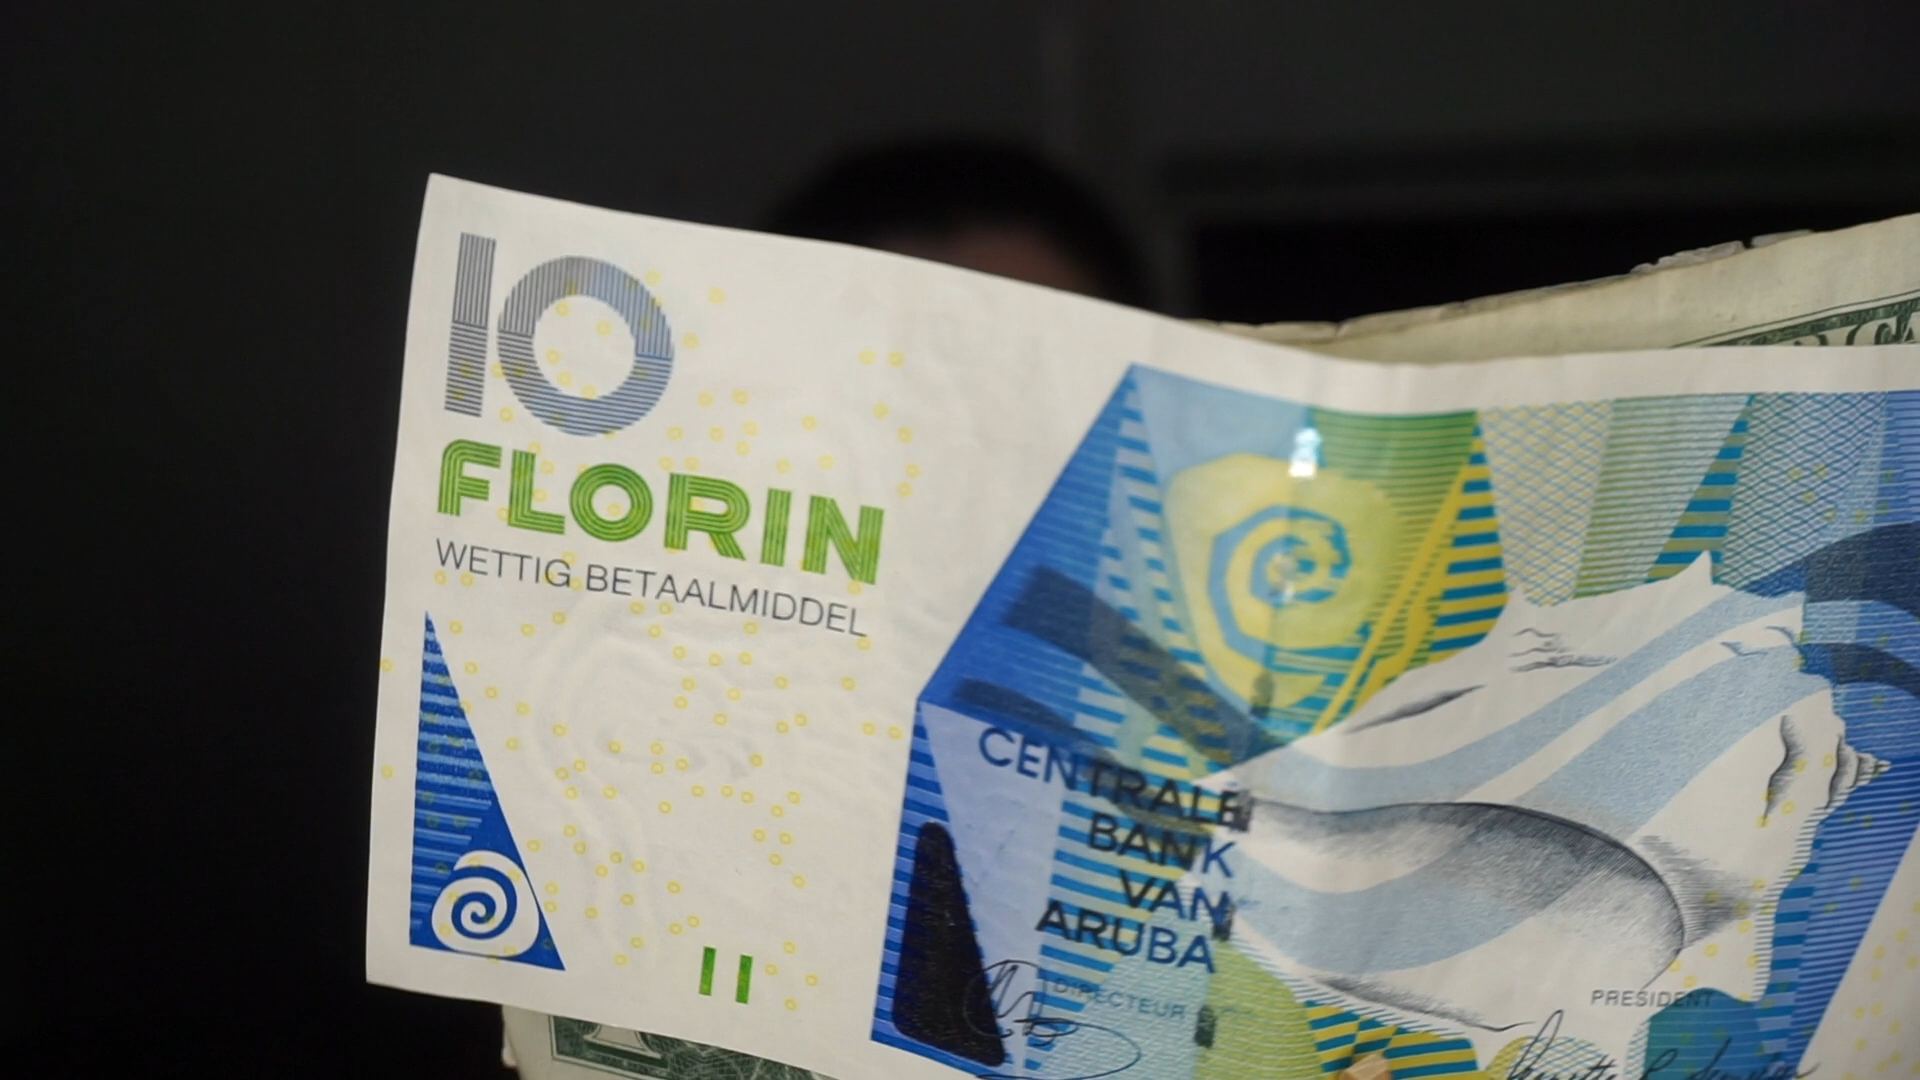 10
FLORIN
WETTIG BETAALMIDDEL
CENTRALE
BANK
VAN
ARUBA
DIRECTEUR
PRESIDENT